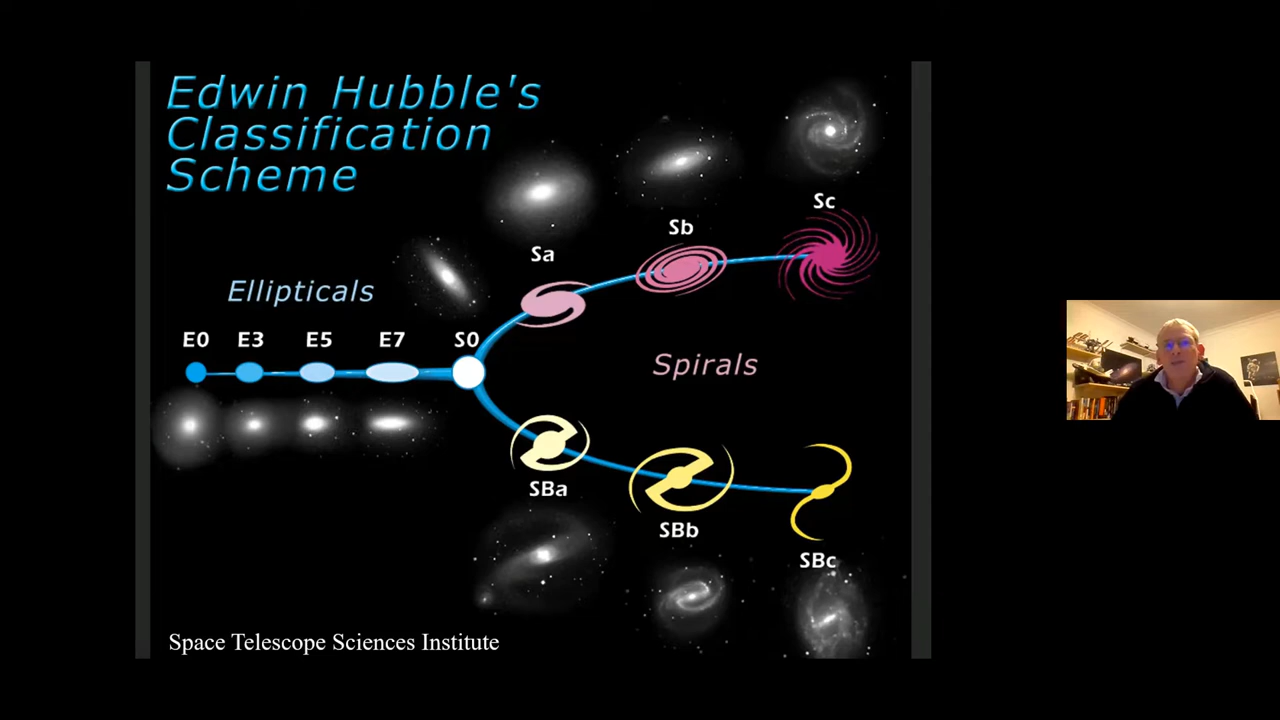 Edwin Hubble's
Classification
Scheme
Ellipticals
E0 E3 E5 E7 S0
Sa
Sb
Sc
Spirals
SBa
SBb
SBc
Space Telescope Sciences Institute